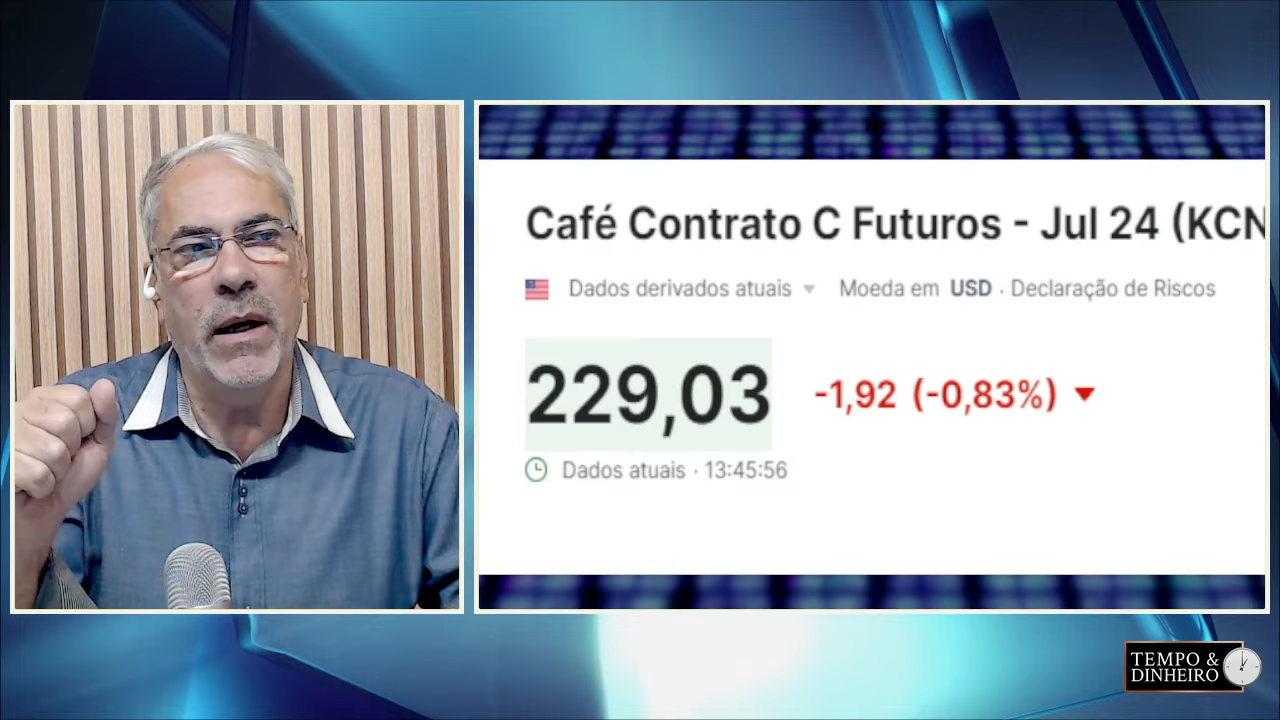 Café Contrato C Futuros - Jul 24 (KCN
Dados derivados atuais Moeda em USD · Declaração de Riscos
229,03 -1,92 (-0,83%)
Dados atuais · 13:45:56
TEMPO &
DINHEIRO